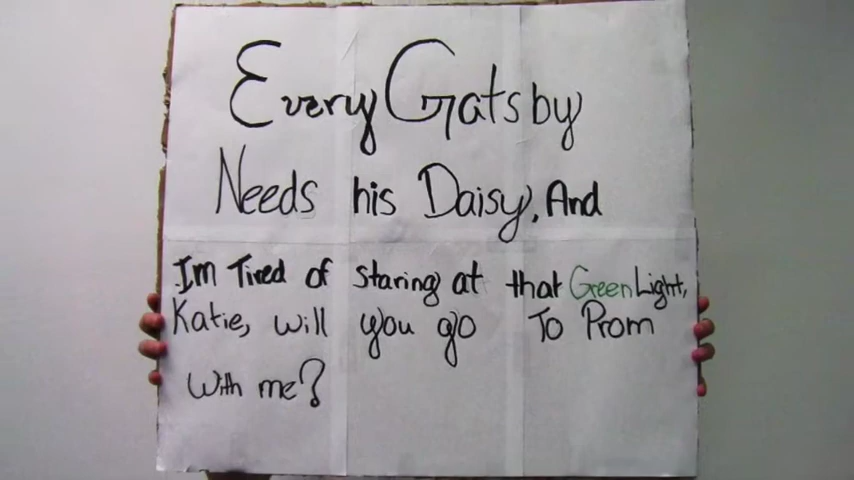 Every Gatsby
Needs his Daisy, And
Im Tired of staring at that Green Light,
Katie, will you go To Prom
With me?